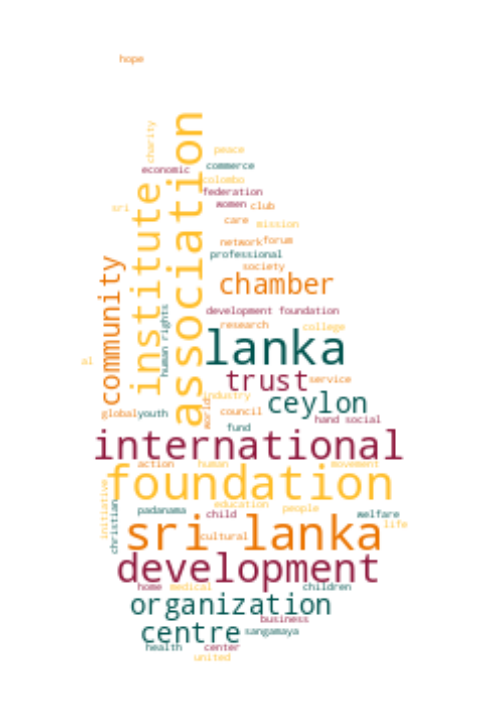 hope
charity
association
peace
economic
commerce
colombo
institute
federation
sri
women
club
care
mission
network
forum
professional
community
society
chamber
human rights
development foundation
research
college
lanka
al
trust
service
ceylon
industry
world
global
youth
council
hand
social
fund
international
action
human
movement
foundation
initiative
christian
education
padanama
child
people
welfare
life
sri lanka
cultural
development
home
medical
children
organization
business
centre
sangamaya
health
center
united